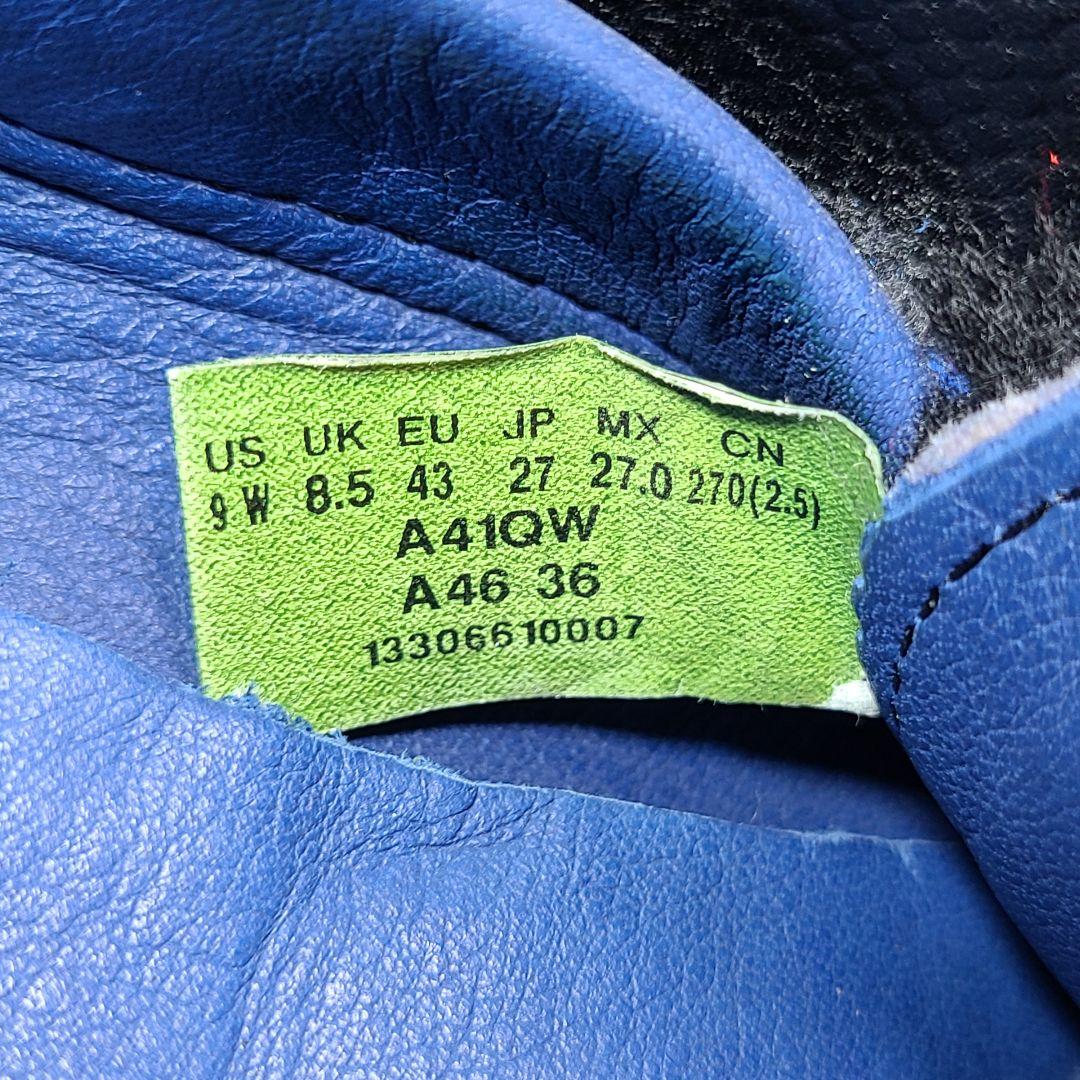 US UK EU JP MX CN
9 W 8.5 43 27 27.0 270(2.5)
A41QW
A46 36
13306610007